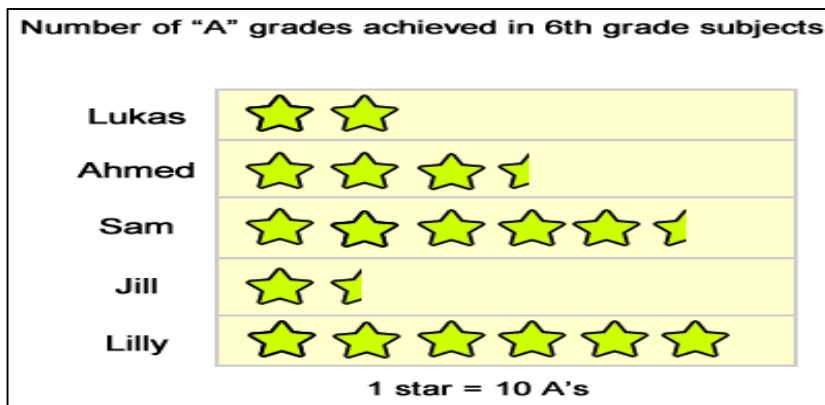 Number of “A” grades achieved in 6th grade subjects
Lukas
Ahmed
Sam
Jill
Lilly
1 star = 10 A's